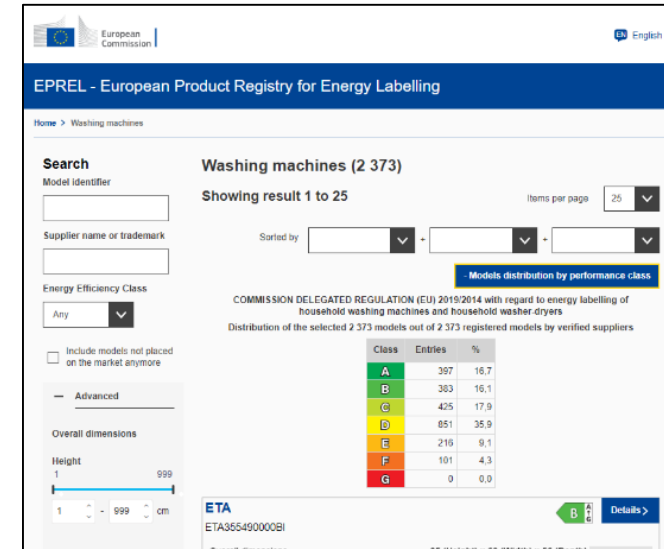 European
Commission
EN English
EPREL - European Product Registry for Energy Labelling
Home > Washing machines
Search
Model identifier
Supplier name or trademark
Energy Efficiency Class
Any
Include models not placed
on the market anymore
— Advanced
Overall dimensions
Height
1 999
1 - 999 cm
Washing machines (2 373)
Showing result 1 to 25
Items per page 25
Sorted by + +
- Models distribution by performance class
COMMISSION DELEGATED REGULATION (EU) 2019/2014 with regard to energy labelling of
household washing machines and household washer-dryers
Distribution of the selected 2 373 models out of 2 373 registered models by verified suppliers
Class Entries %
A 397 16,7
B 383 16,1
C 425 17,9
D 851 35,9
E 216 9,1
F 101 4,3
G 0 0,0
ETA
ETA355490000BI
B A G
Details >